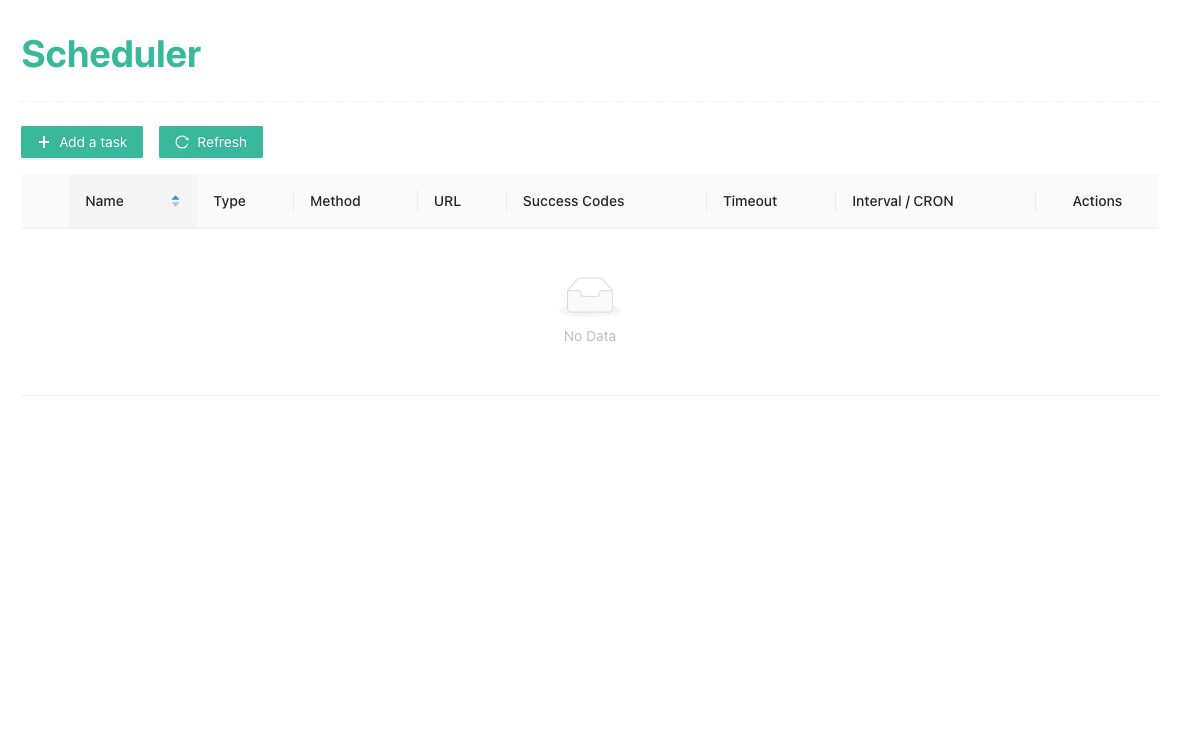 Scheduler
Add a task Refresh
Name Type Method URL Success Codes Timeout Interval / CRON Actions
No Data